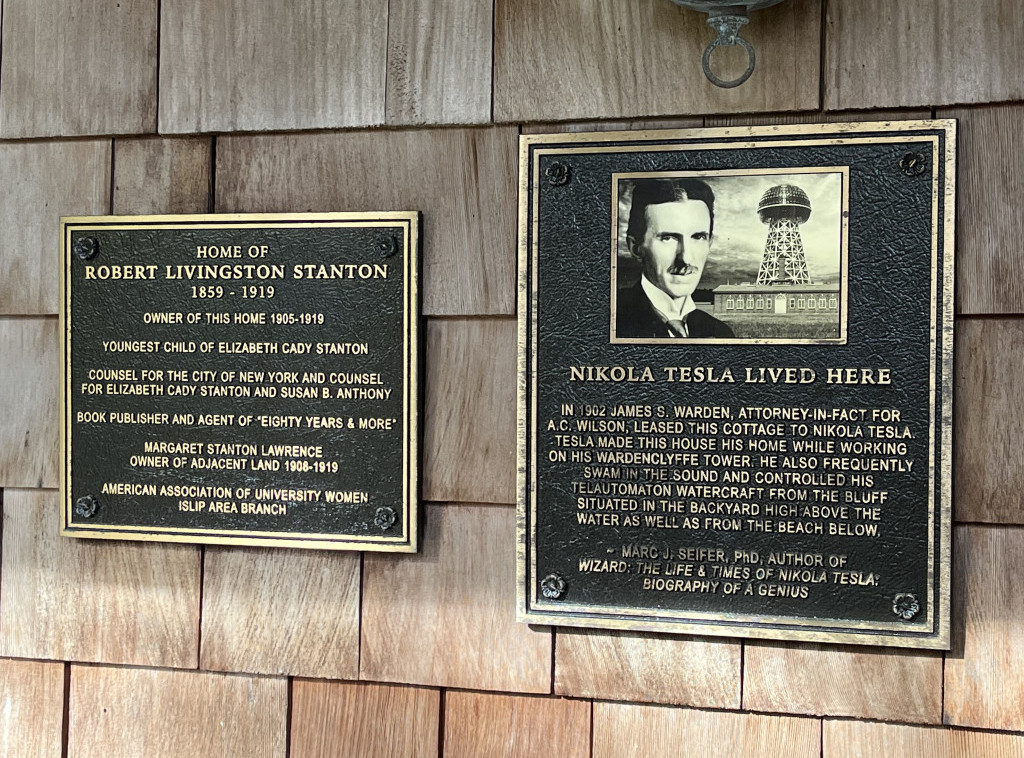 HOME OF
ROBERT LIVINGSTON STANTON
1859 - 1919
OWNER OF THIS HOME 1905-1919
YOUNGEST CHILD OF ELIZABETH CADY STANTON
COUNSEL FOR THE CITY OF NEW YORK AND COUNSEL
FOR ELIZABETH CADY STANTON AND SUSAN B. ANTHONY
BOOK PUBLISHER AND AGENT OF "EIGHTY YEARS & MORE"
MARGARET STANTON LAWRENCE
OWNER OF ADJACENT LAND 1908-1919
AMERICAN ASSOCIATION OF UNIVERSITY WOMEN
ISLIP AREA BRANCH
NIKOLA TESLA LIVED HERE
IN 1902 JAMES S. WARDEN, ATTORNEY-IN-FACT FOR
A.C. WILSON, LEASED THIS COTTAGE TO NIKOLA TESLA.
TESLA MADE THIS HOUSE HIS HOME WHILE WORKING
ON HIS WARDENCLYFFE TOWER. HE ALSO FREQUENTLY
SWAM IN THE SOUND AND CONTROLLED HIS
TELAUTOMATON WATERCRAFT FROM THE BLUFF
SITUATED IN THE BACKYARD HIGH ABOVE THE
WATER AS WELL AS FROM THE BEACH BELOW.
~ MARC J. SEIFER, PhD, AUTHOR OF
WIZARD: THE LIFE & TIMES OF NIKOLA TESLA:
BIOGRAPHY OF A GENIUS